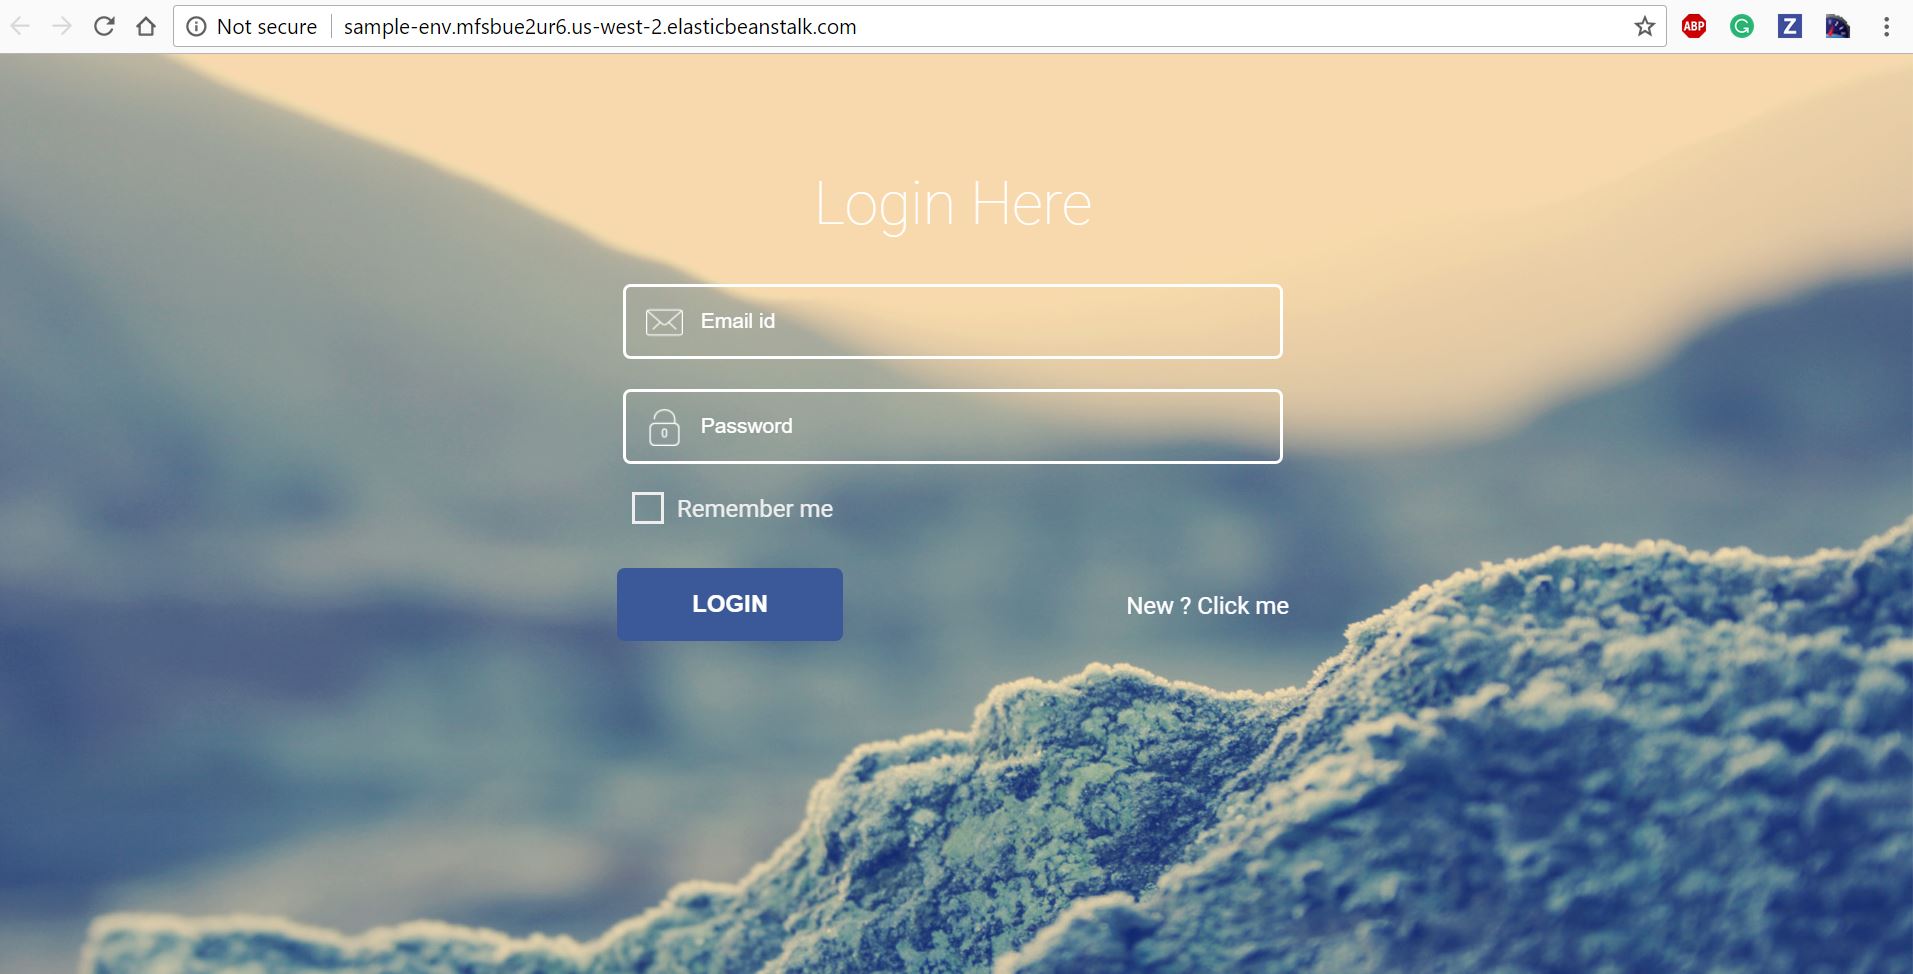 Not secure sample-env.mfsbue2ur6.us-west-2.elasticbeanstalk.com ABP G Z
Login Here
Email id
0 Password
Remember me
LOGIN New ? Click me